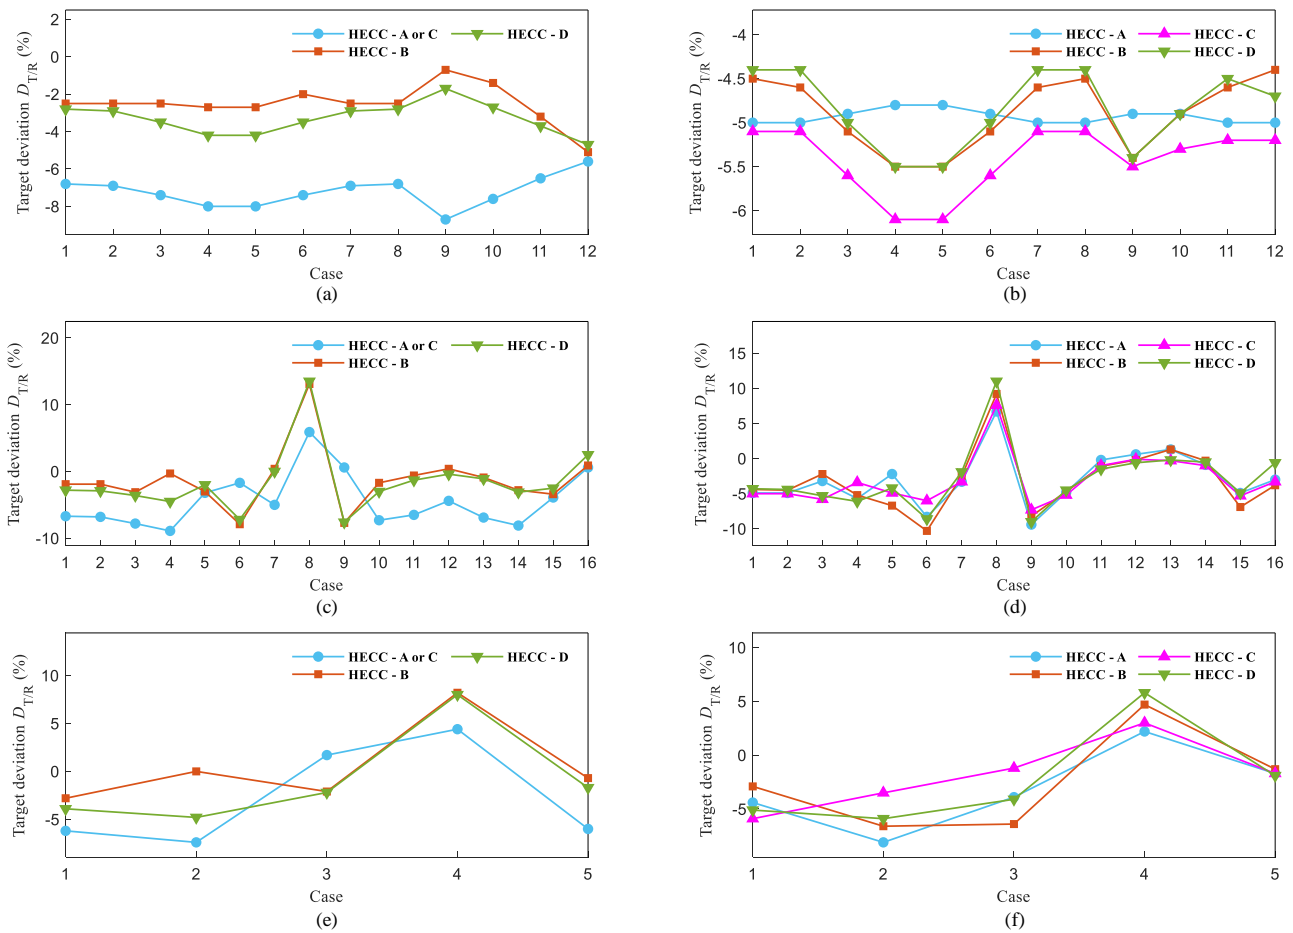 Target deviation D_T/R (%)
2
0
-2
-4
-6
-8
HECC - A or C
HECC - B
HECC - D
1 2 3 4 5 6 7 8 9 10 11 12
Case
(a)
Target deviation D_T/R (%)
-4
-4.5
-5
-5.5
-6
HECC - A
HECC - B
HECC - C
HECC - D
1 2 3 4 5 6 7 8 9 10 11 12
Case
(b)
Target deviation D_T/R (%)
20
10
0
-10
HECC - A or C
HECC - B
HECC - D
1 2 3 4 5 6 7 8 9 10 11 12 13 14 15 16
Case
(c)
Target deviation D_T/R (%)
15
10
5
0
-5
-10
HECC - A
HECC - B
HECC - C
HECC - D
1 2 3 4 5 6 7 8 9 10 11 12 13 14 15 16
Case
(d)
Target deviation D_T/R (%)
10
5
0
-5
HECC - A or C
HECC - B
HECC - D
1 2 3 4 5
Case
(e)
Target deviation D_T/R (%)
10
5
0
-5
HECC - A
HECC - B
HECC - C
HECC - D
1 2 3 4 5
Case
(f)